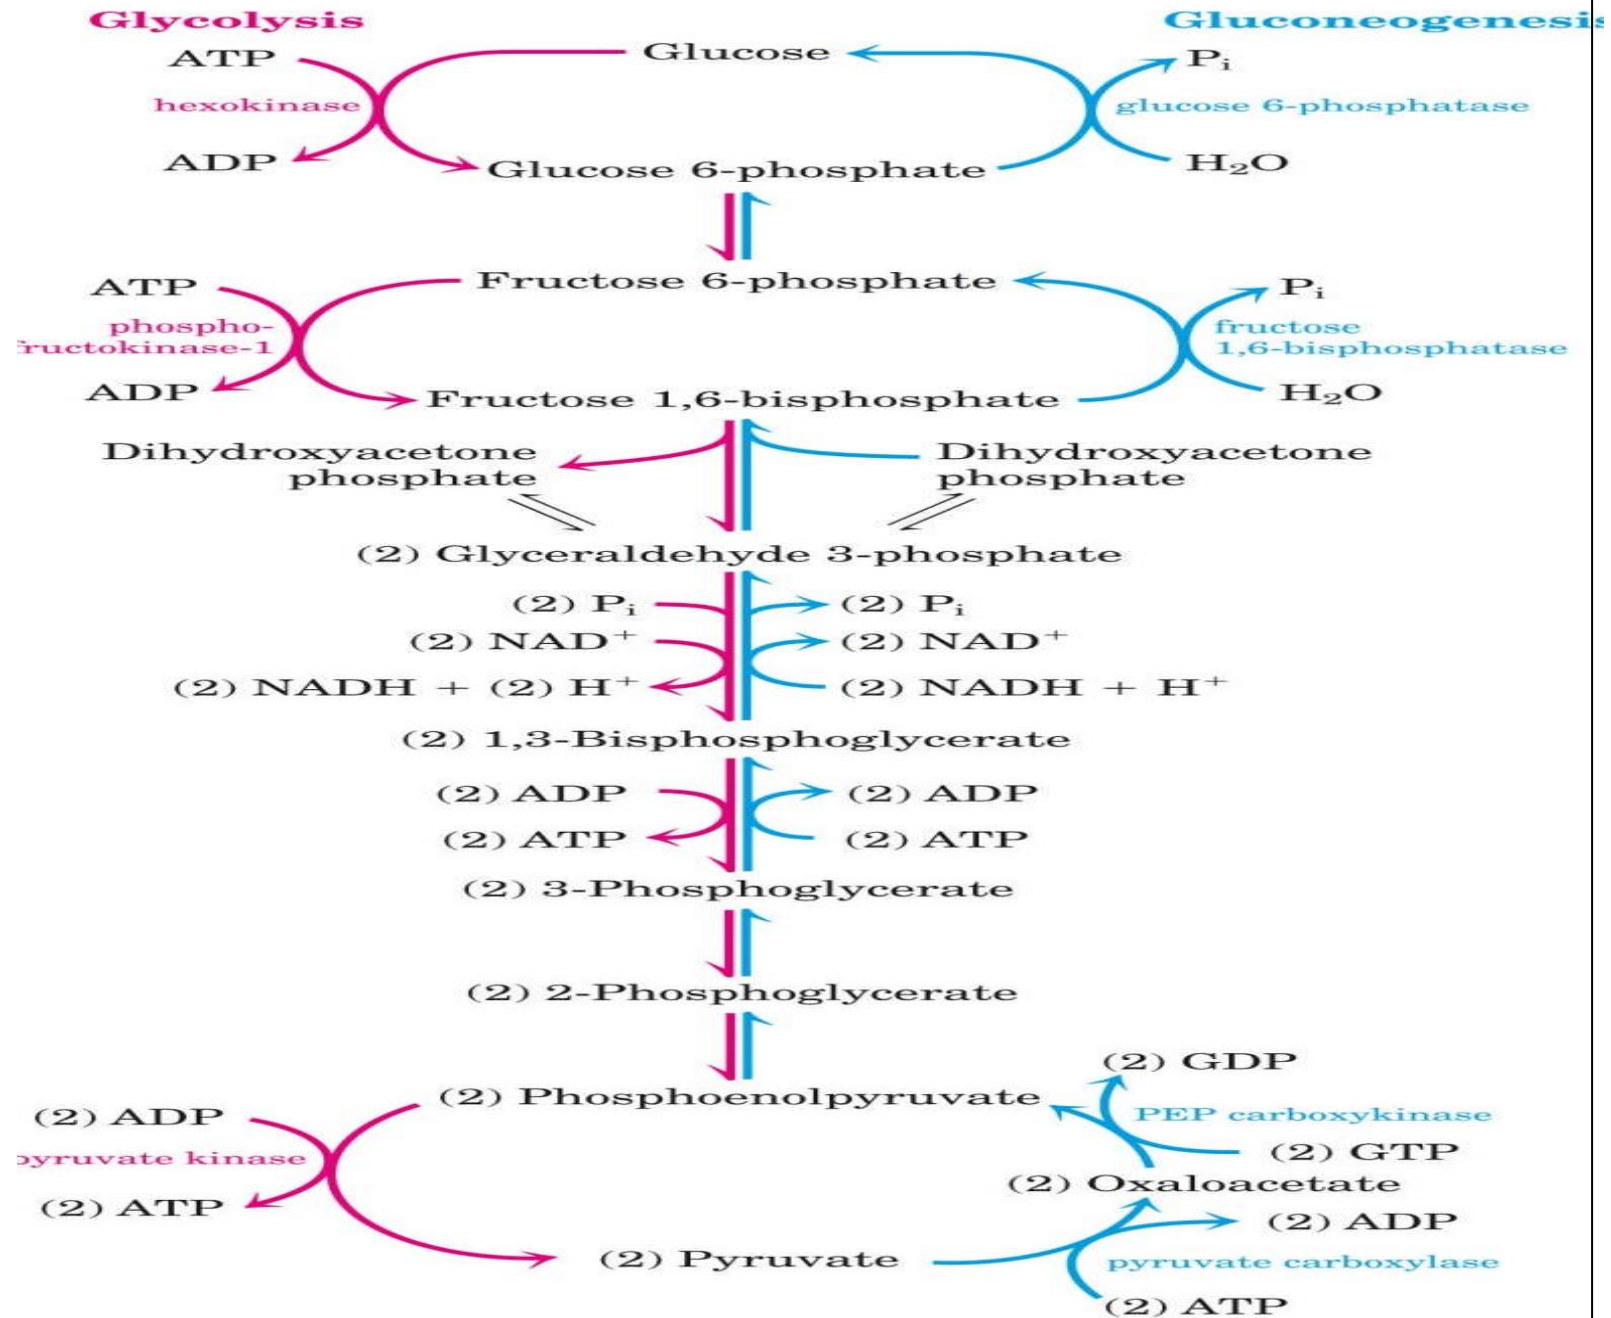 Glycolysis
Gluconeogenesis
ATP
Glucose
Pi
hexokinase
glucose 6-phosphatase
ADP
Glucose 6-phosphate
H₂O
ATP
Fructose 6-phosphate
Pi
phospho-
fructokinase-1
fructose
1,6-bisphosphatase
ADP
Fructose 1,6-bisphosphate
H₂O
Dihydroxyacetone
phosphate
Dihydroxyacetone
phosphate
(2) Glyceraldehyde 3-phosphate
(2) Pi
(2) Pi
(2) NAD⁺
(2) NAD⁺
(2) NADH + (2) H⁺
(2) NADH + H⁺
(2) 1,3-Bisphosphoglycerate
(2) ADP
(2) ADP
(2) ATP
(2) ATP
(2) 3-Phosphoglycerate
(2) 2-Phosphoglycerate
(2) GDP
(2) Phosphoenolpyruvate
(2) ADP
PEP carboxykinase
pyruvate kinase
(2) GTP
(2) Oxaloacetate
(2) ATP
(2) ADP
(2) Pyruvate
pyruvate carboxylase
(2) ATP